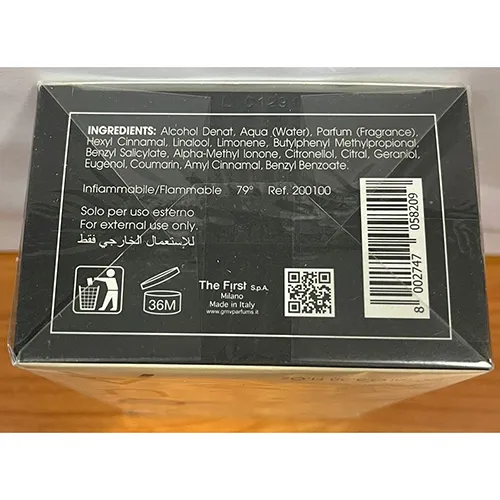 INGREDIENTS: Alcohol Denat, Aqua (Water), Parfum (Fragrance),
Hexyl Cinnamal, Linalool, Limonene, Butylphenyl Methylpropional,
Benzyl Salicylate, Alpha-Methyl Ionone, Citronellol, Citral, Geraniol,
Eugenol, Coumarin, Amyl Cinnamal, Benzyl Benzoate.
Infiammabile/Flammable 79° Ref. 200100
Solo per uso esterno
For external use only
للإستعمال الخارجي فقط
36M
The First S.p.A.
Milano
Made in Italy
www.gmvparfums.it
8 002747 058209